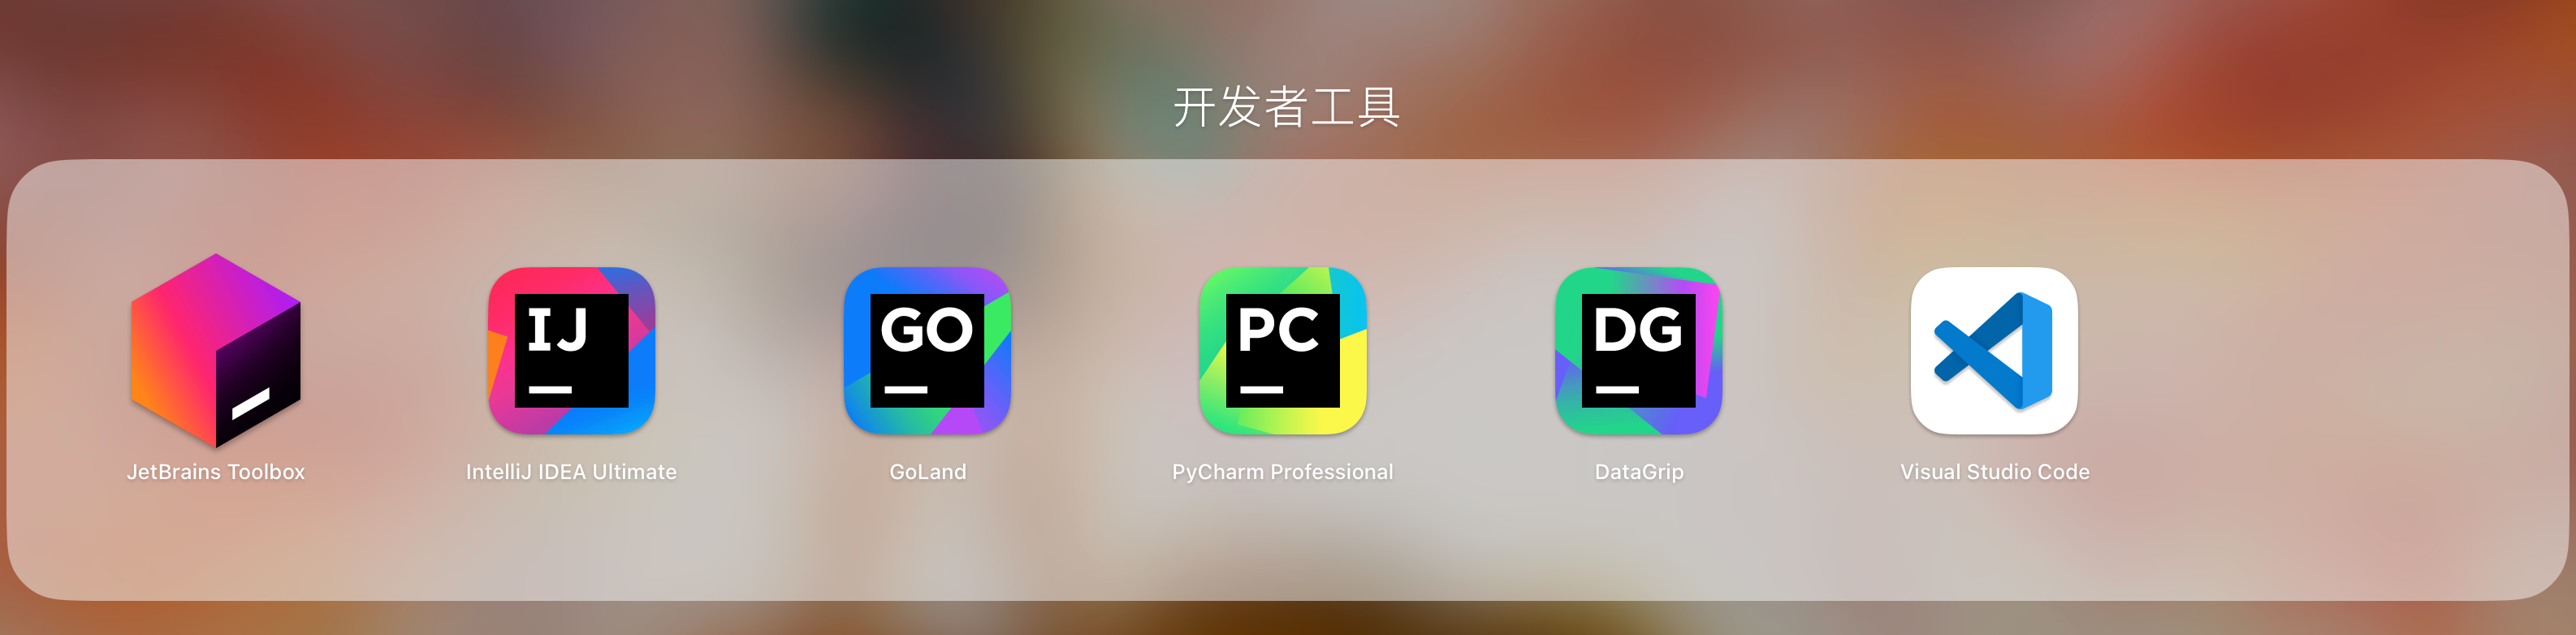 开发者工具
IJ
GO
PC
DG
JetBrains Toolbox
IntelliJ IDEA Ultimate
GoLand
PyCharm Professional
DataGrip
Visual Studio Code